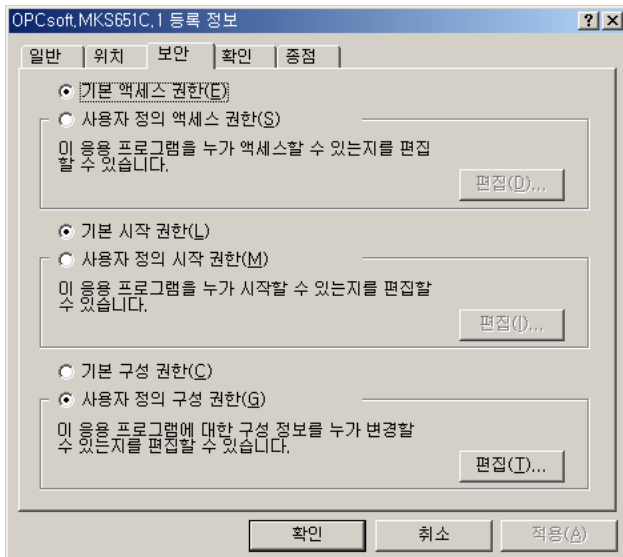 OPCsoft,MKS651C,1 등록 정보
일반 위치 보안 확인 종점
기본 액세스 권한(E)
사용자 정의 액세스 권한(S)
이 응용 프로그램을 누가 액세스할 수 있는지를 편집
할 수 있습니다.
편집(D)...
기본 시작 권한(L)
사용자 정의 시작 권한(M)
이 응용 프로그램을 누가 시작할 수 있는지를 편집할
수 있습니다.
편집(I)...
기본 구성 권한(C)
사용자 정의 구성 권한(G)
이 응용 프로그램에 대한 구성 정보를 누가 변경할
수 있는지를 편집할 수 있습니다.
편집(T)...
확인 취소 적용(A)